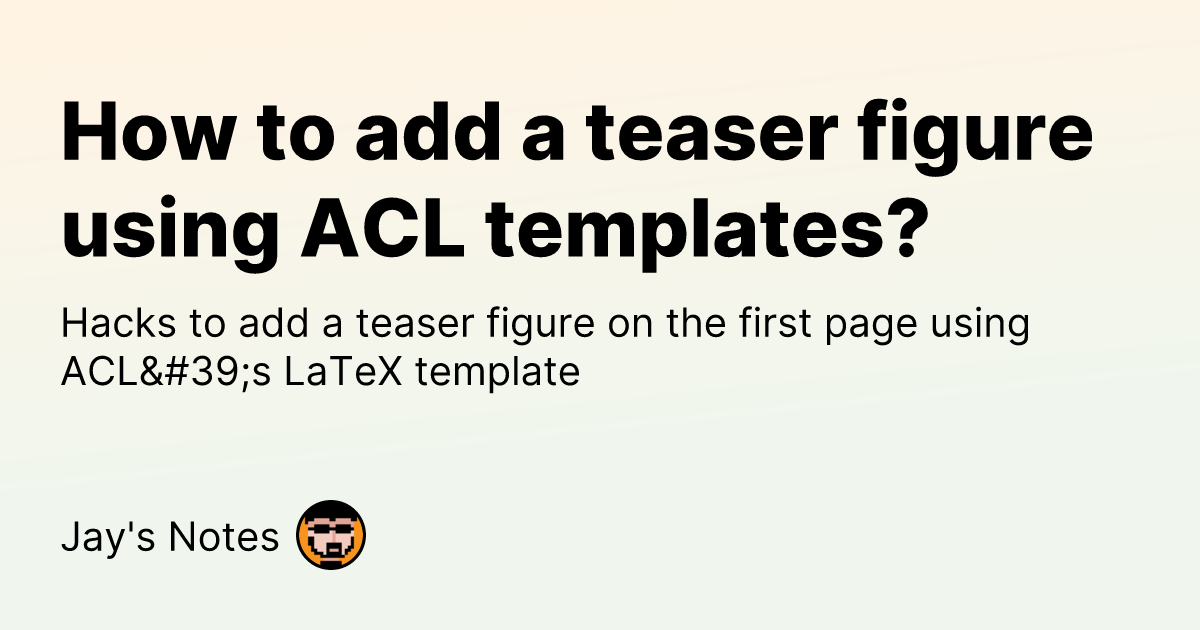 How to add a teaser figure
using ACL templates?
Hacks to add a teaser figure on the first page using
ACL&#39;s LaTeX template
Jay's Notes